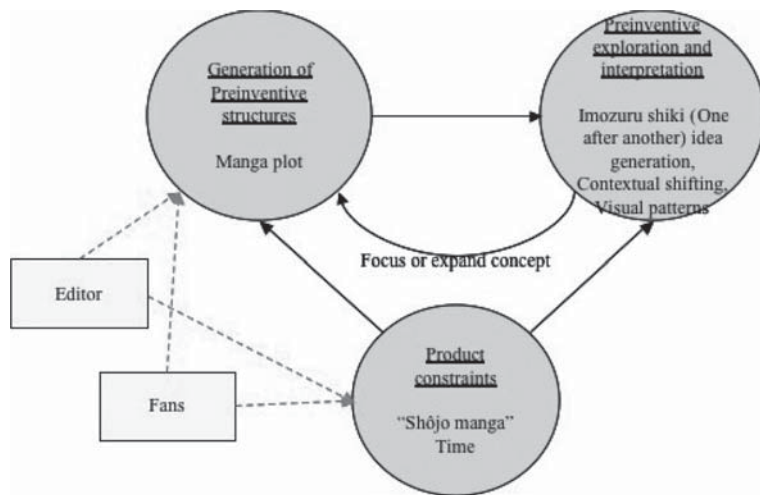 Generation of
Preinventive
structures
Manga plot
Preinventive
exploration and
interpretation
Imozuru shiki (One
after another) idea
generation,
Contextual shifting,
Visual patterns
Focus or expand concept
Editor
Fans
Product
constraints
“Shôjo manga”
Time